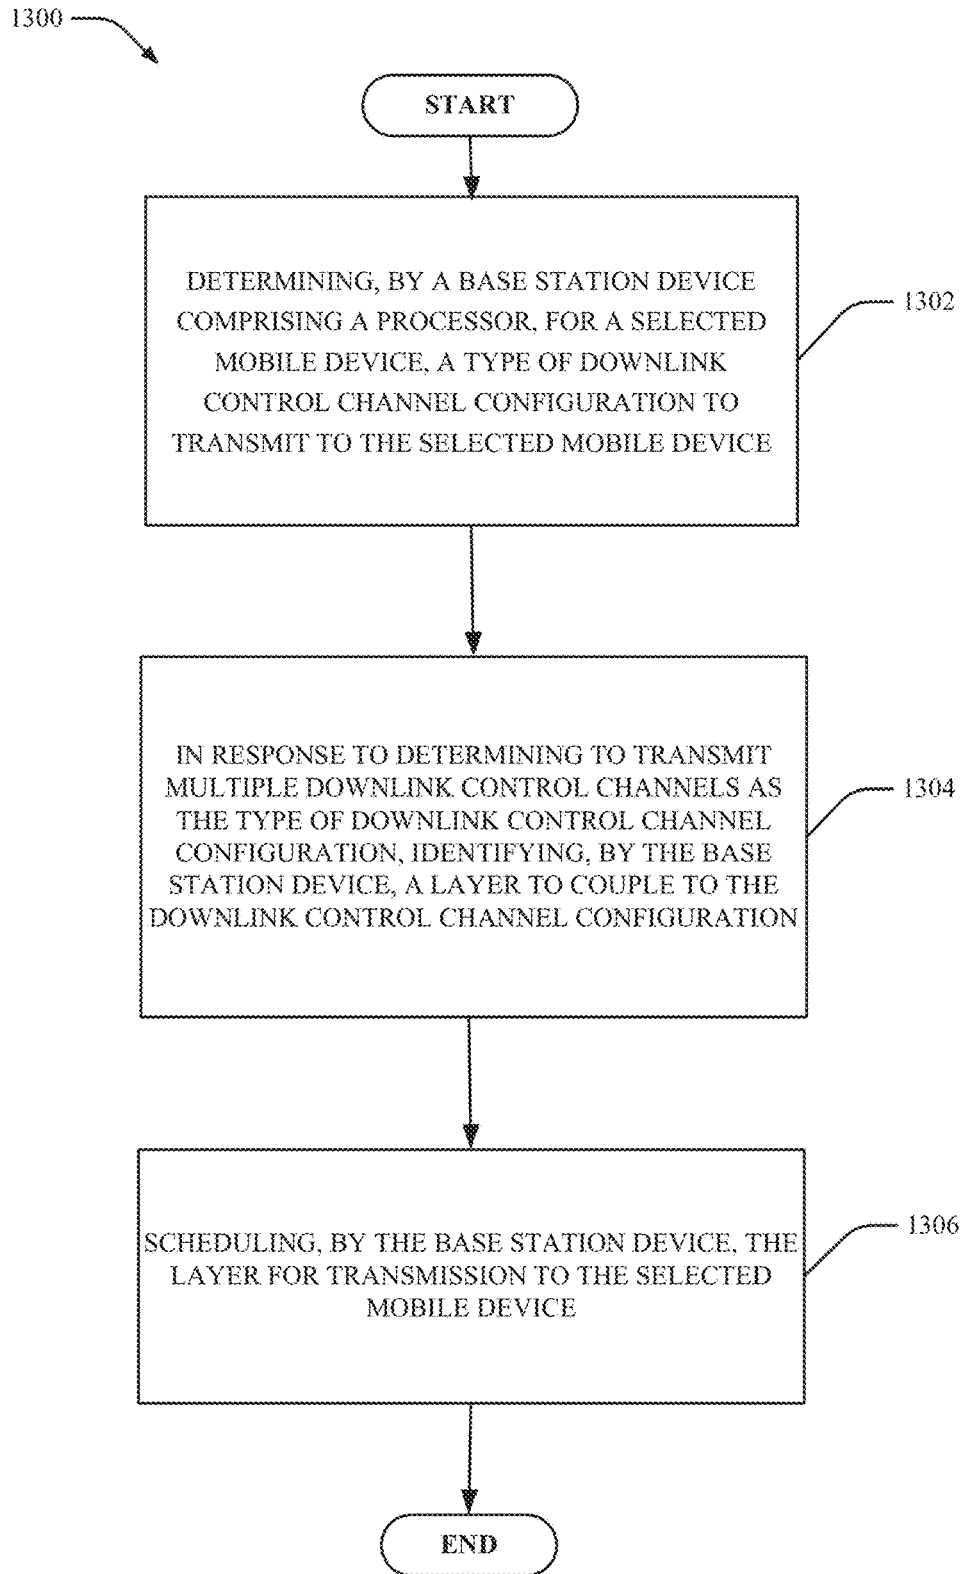 1300
START
DETERMINING, BY A BASE STATION DEVICE
COMPRISING A PROCESSOR, FOR A SELECTED
MOBILE DEVICE, A TYPE OF DOWNLINK
CONTROL CHANNEL CONFIGURATION TO
TRANSMIT TO THE SELECTED MOBILE DEVICE
1302
IN RESPONSE TO DETERMINING TO TRANSMIT
MULTIPLE DOWNLINK CONTROL CHANNELS AS
THE TYPE OF DOWNLINK CONTROL CHANNEL
CONFIGURATION, IDENTIFYING, BY THE BASE
STATION DEVICE, A LAYER TO COUPLE TO THE
DOWNLINK CONTROL CHANNEL CONFIGURATION
1304
SCHEDULING, BY THE BASE STATION DEVICE, THE
LAYER FOR TRANSMISSION TO THE SELECTED
MOBILE DEVICE
1306
END